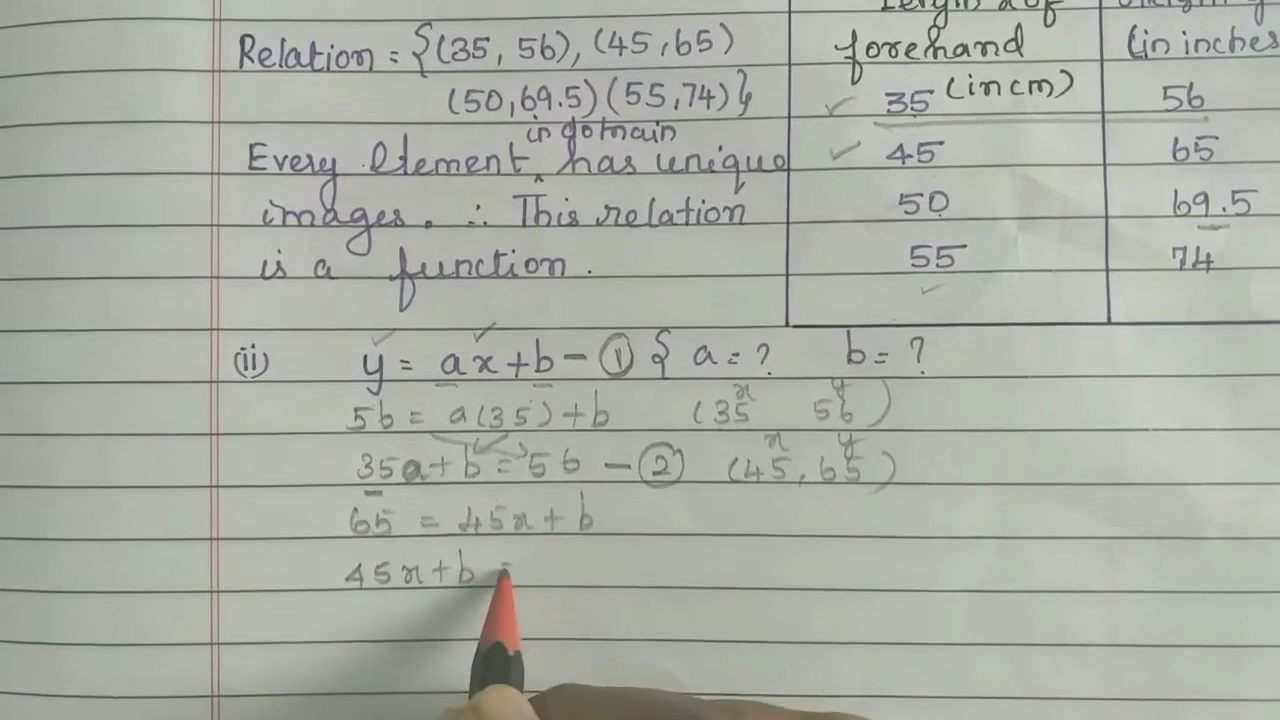 Relation = {(35, 56), (45, 65)
(50, 69.5) (55, 74)}
in domain
Every element has unique
images. ∴ This relation
is a function.
forehand (in inches
(in cm)
35 56
45 65
50 69.5
55 74
(ii) y = ax + b - ① { a = ? b = ?
56 = a(35) + b (35 56)
x y
35a + b = 56 - ② (45, 65)
x y
65 = 45x + b
45x + b =